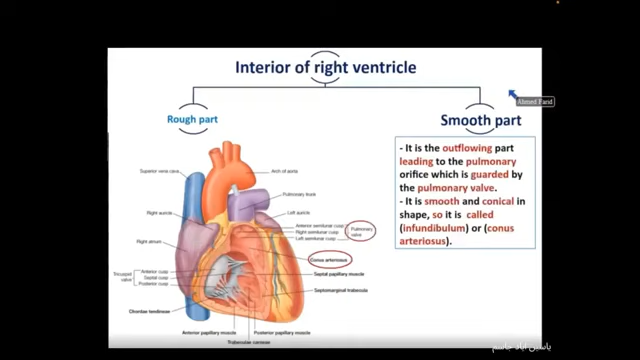 Interior of right ventricle
Ahmed Farid
Rough part
Smooth part
- It is the outflowing part
leading to the pulmonary
orifice which is guarded by
the pulmonary valve.
- It is smooth and conical in
shape, so it is called
(infundibulum) or (conus
arteriosus).
Superior vena cava
Arch of aorta
Pulmonary trunk
Right auricle
Left auricle
Anterior semilunar cusp
Right semilunar cusp
Left semilunar cusp
Pulmonary
valve
Right atrium
Conus arteriosus
Tricuspid
valve
Anterior cusp
Septal cusp
Posterior cusp
Septal papillary muscle
Septomarginal trabecula
Chordae tendineae
Anterior papillary muscle
Posterior papillary muscle
Trabeculae carneae
ياسين اياد جاسم